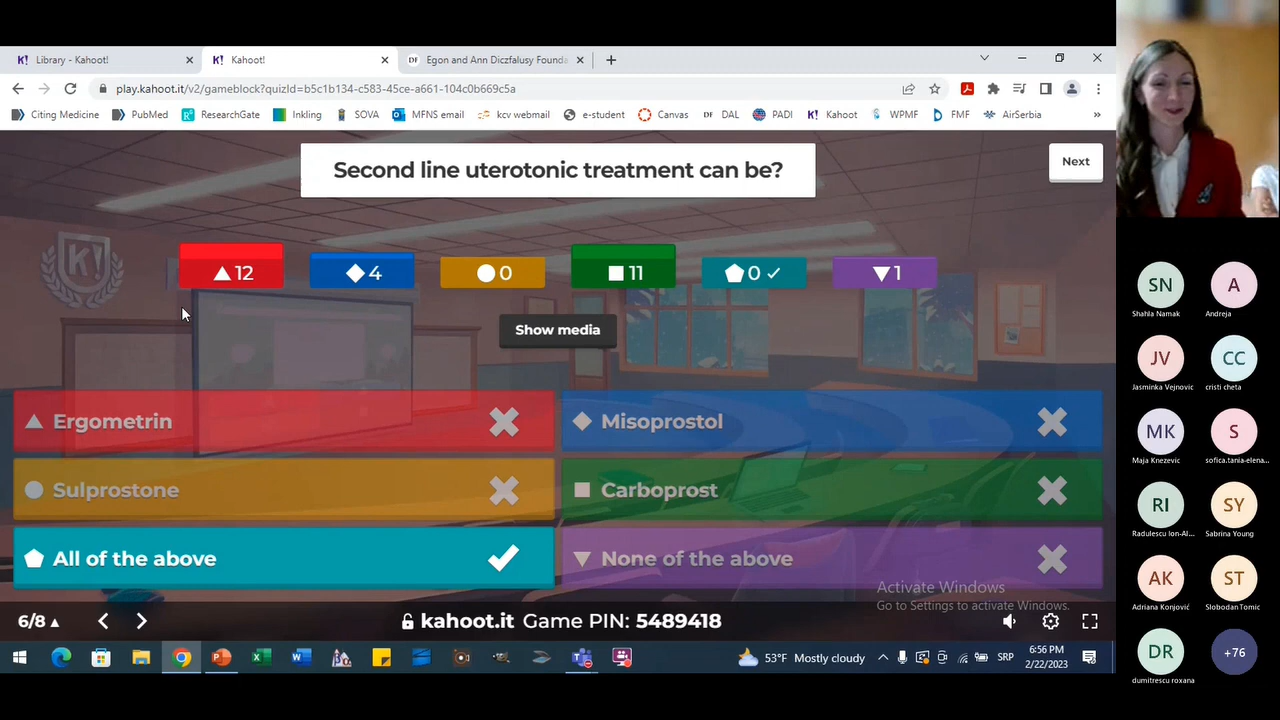 K! Library - Kahoot!
K! Kahoot!
DF Egon and Ann Diczfalusy Founda
play.kahoot.it/v2/gameblock?quizId=b5c1b134-c583-45ce-a661-104c0bb69c5a
Citing Medicine
PubMed
ResearchGate
Inkling
SOVA
MFNS email
kcv webmail
e-student
Canvas
DF DAL
PADI
K! Kahoot
WPMF
FMF
AirSerbia
»
Second line uterotonic treatment can be?
Next
K!
12
4
0
11
0
1
Show media
Ergometrin
Misoprostol
Sulprostone
Carboprost
All of the above
None of the above
Activate Windows
Go to Settings to activate Windows.
6/8
kahoot.it Game PIN: 5489418
53°F Mostly cloudy
SRP
6:56 PM
2/22/2023
SN
Shahla Namak
A
Andreja
JV
Jasminka Vejnovic
CC
cristi cheta
MK
Maja Knezevic
S
sofica.tania-elena...
RI
Radulescu Ion-Al...
SY
Sabrina Young
AK
Adriana Konjović
ST
Slobodan Tomic
DR
dumitrescu roxana
+76